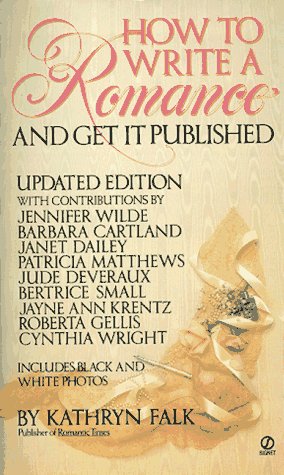 HOW TO
WRITE A
Romance
AND GET IT PUBLISHED
UPDATED EDITION
WITH CONTRIBUTIONS BY
JENNIFER WILDE
BARBARA CARTLAND
JANET DAILEY
PATRICIA MATTHEWS
JUDE DEVERAUX
BERTRICE SMALL
JAYNE ANN KRENTZ
ROBERTA GELLIS
CYNTHIA WRIGHT
INCLUDES BLACK AND
WHITE PHOTOS
BY KATHRYN FALK
Publisher of Romantic Times
SIGNET